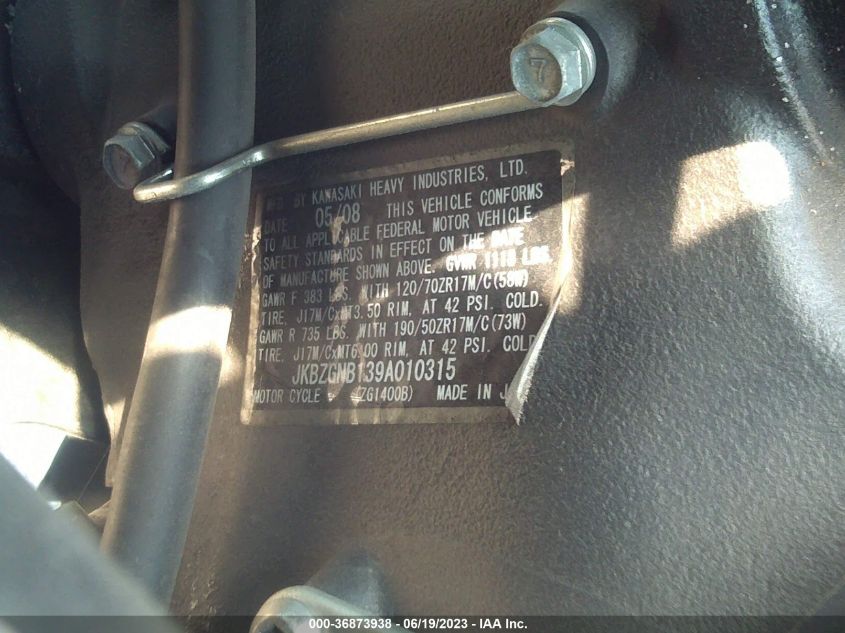 7
MFD BY KAWASAKI HEAVY INDUSTRIES, LTD.
DATE 05/08 THIS VEHICLE CONFORMS
TO ALL APPLICABLE FEDERAL MOTOR VEHICLE
SAFETY STANDARDS IN EFFECT ON THE DATE
OF MANUFACTURE SHOWN ABOVE. GVWR 1118 LBS.
GAWR F 383 LBS. WITH 120/70ZR17M/C(58W)
TIRE, J17M/CxMT3.50 RIM, AT 42 PSI. COLD.
GAWR R 735 LBS. WITH 190/50ZR17M/C(73W)
TIRE, J17M/CxMT6.00 RIM, AT 42 PSI. COLD
JKBZGNB139A010315
MOTOR CYCLE (ZG1400B) MADE IN J
000-36873938 - 06/19/2023 - IAA Inc.